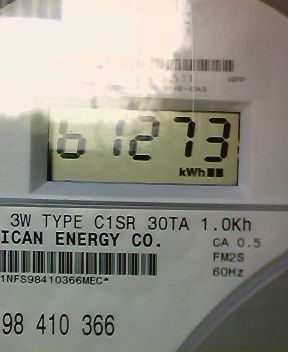 61273
kWh
3W TYPE C1SR 30TA 1.0Kh
ICAN ENERGY CO. CA 0.5
FM2S
1NFS98410366MEC* 60Hz
98 410 366